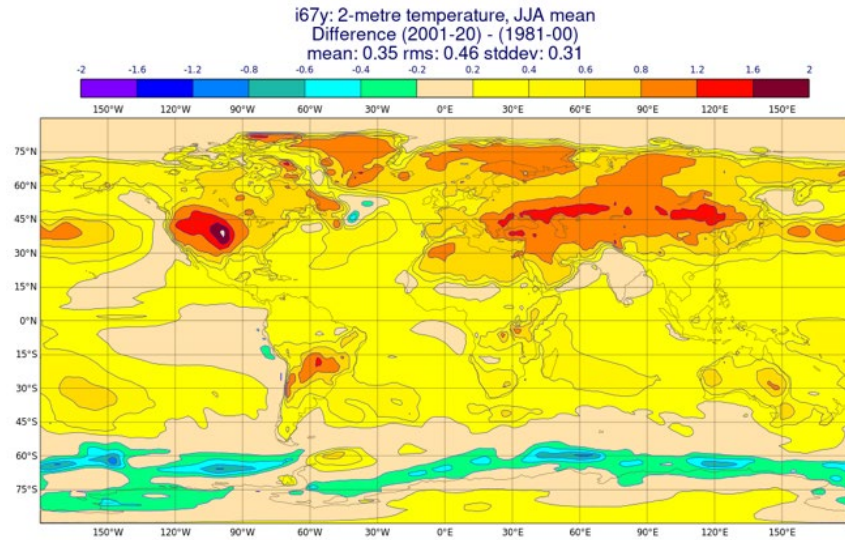 i67y: 2-metre temperature, JJA mean
Difference (2001-20) - (1981-00)
mean: 0.35 rms: 0.46 stddev: 0.31
-2 -1.6 -1.2 -0.8 -0.6 -0.4 -0.2 0.2 0.4 0.6 0.8 1.2 1.6 2
150°W 120°W 90°W 60°W 30°W 0°E 30°E 60°E 90°E 120°E 150°E
75°N
60°N
45°N
30°N
15°N
0°N
15°S
30°S
45°S
60°S
75°S
150°W 120°W 90°W 60°W 30°W 0°E 30°E 60°E 90°E 120°E 150°E